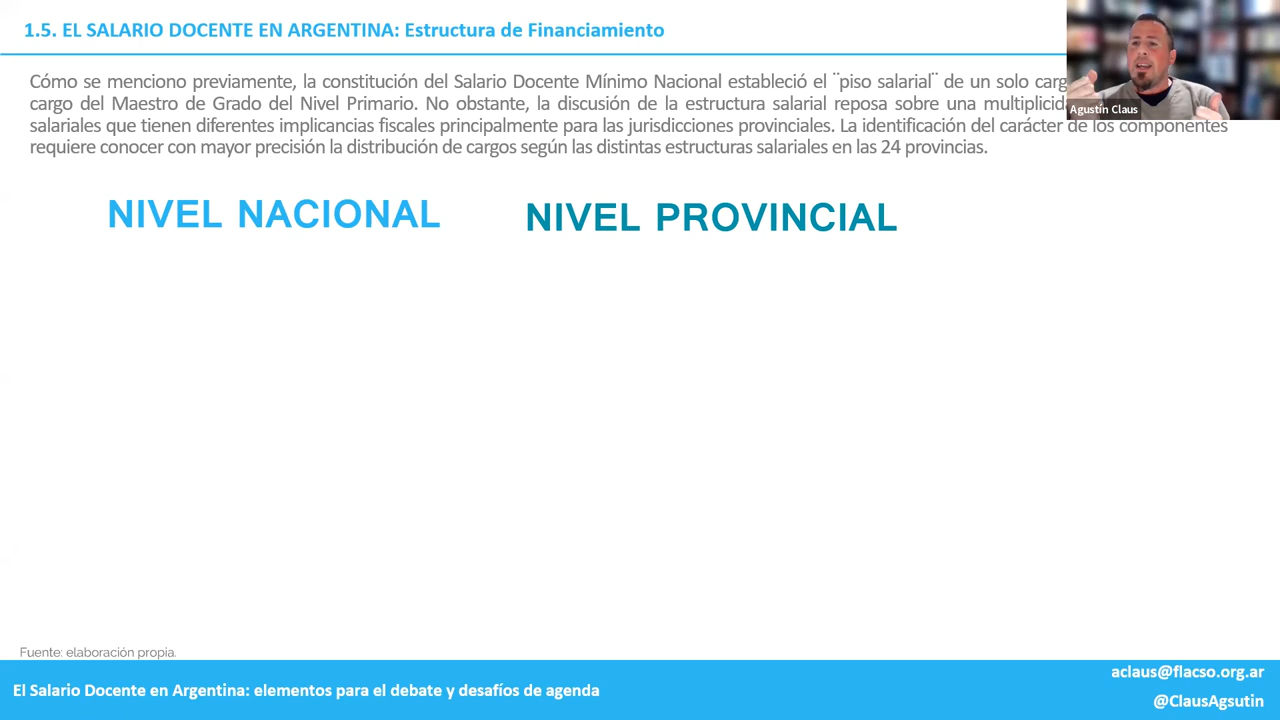 1.5. EL SALARIO DOCENTE EN ARGENTINA: Estructura de Financiamiento
Cómo se menciono previamente, la constitución del Salario Docente Mínimo Nacional estableció el ¨piso salarial¨ de un solo
cargo del Maestro de Grado del Nivel Primario. No obstante, la discusión de la estructura salarial reposa sobre una
salariales que tienen diferentes implicancias fiscales principalmente para las jurisdicciones provinciales. La identificación del carácter de los componentes
requiere conocer con mayor precisión la distribución de cargos según las distintas estructuras salariales en las 24 provincias.
Agustín Claus
NIVEL NACIONAL
NIVEL PROVINCIAL
Fuente: elaboración propia.
El Salario Docente en Argentina: elementos para el debate y desafíos de agenda
aclaus@flacso.org.ar
@ClausAgsutin